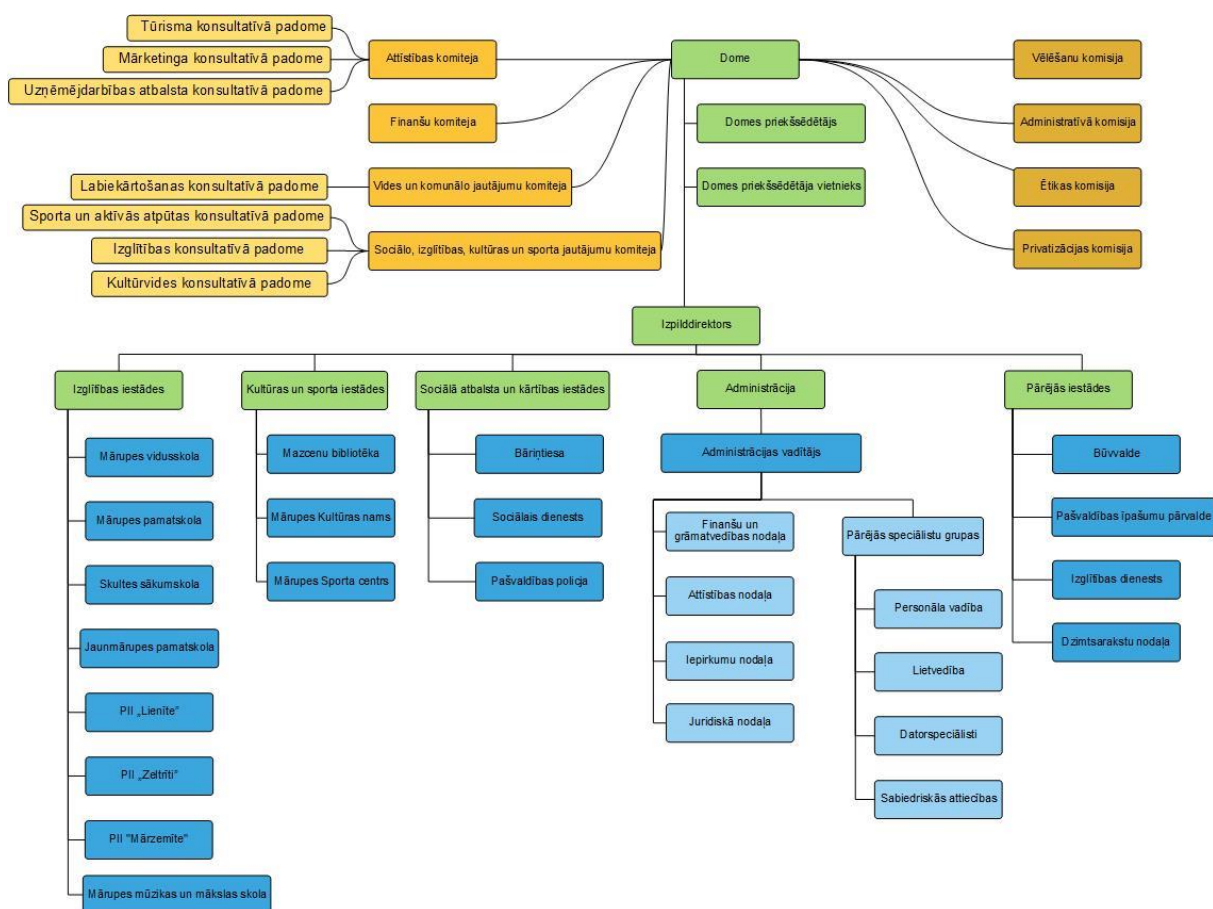 Tūrisma konsultatīvā padome
Mārketinga konsultatīvā padome
Uzņēmējdarbības atbalsta konsultatīvā padome
Attīstības komiteja
Dome
Vēlēšanu komisija
Finanšu komiteja
Domes priekšsēdētājs
Administratīvā komisija
Labiekārtošanas konsultatīvā padome
Vides un komunālo jautājumu komiteja
Domes priekšsēdētāja vietnieks
Ētikas komisija
Sporta un aktīvās atpūtas konsultatīvā padome
Izglītības konsultatīvā padome
Kultūrvides konsultatīvā padome
Sociālo, izglītības, kultūras un sporta jautājumu komiteja
Privatizācijas komisija
Izpilddirektors
Izglītības iestādes
Mārupes vidusskola
Mārupes pamatskola
Skultes sākumskola
Jaunmārupes pamatskola
PII „Lienīte”
PII „Zeltrīti”
PII "Mārzemīte"
Mārupes mūzikas un mākslas skola
Kultūras un sporta iestādes
Mazcenu bibliotēka
Mārupes Kultūras nams
Mārupes Sporta centrs
Sociālā atbalsta un kārtības iestādes
Bāriņtiesa
Sociālais dienests
Pašvaldības policija
Administrācija
Administrācijas vadītājs
Finanšu un
grāmatvedības nodaļa
Attīstības nodaļa
Iepirkumu nodaļa
Juridiskā nodaļa
Pārējās speciālistu grupas
Personāla vadība
Lietvedība
Datorspeciālisti
Sabiedriskās attiecības
Pārējās iestādes
Būvvalde
Pašvaldības īpašumu pārvalde
Izglītības dienests
Dzimtsarakstu nodaļa